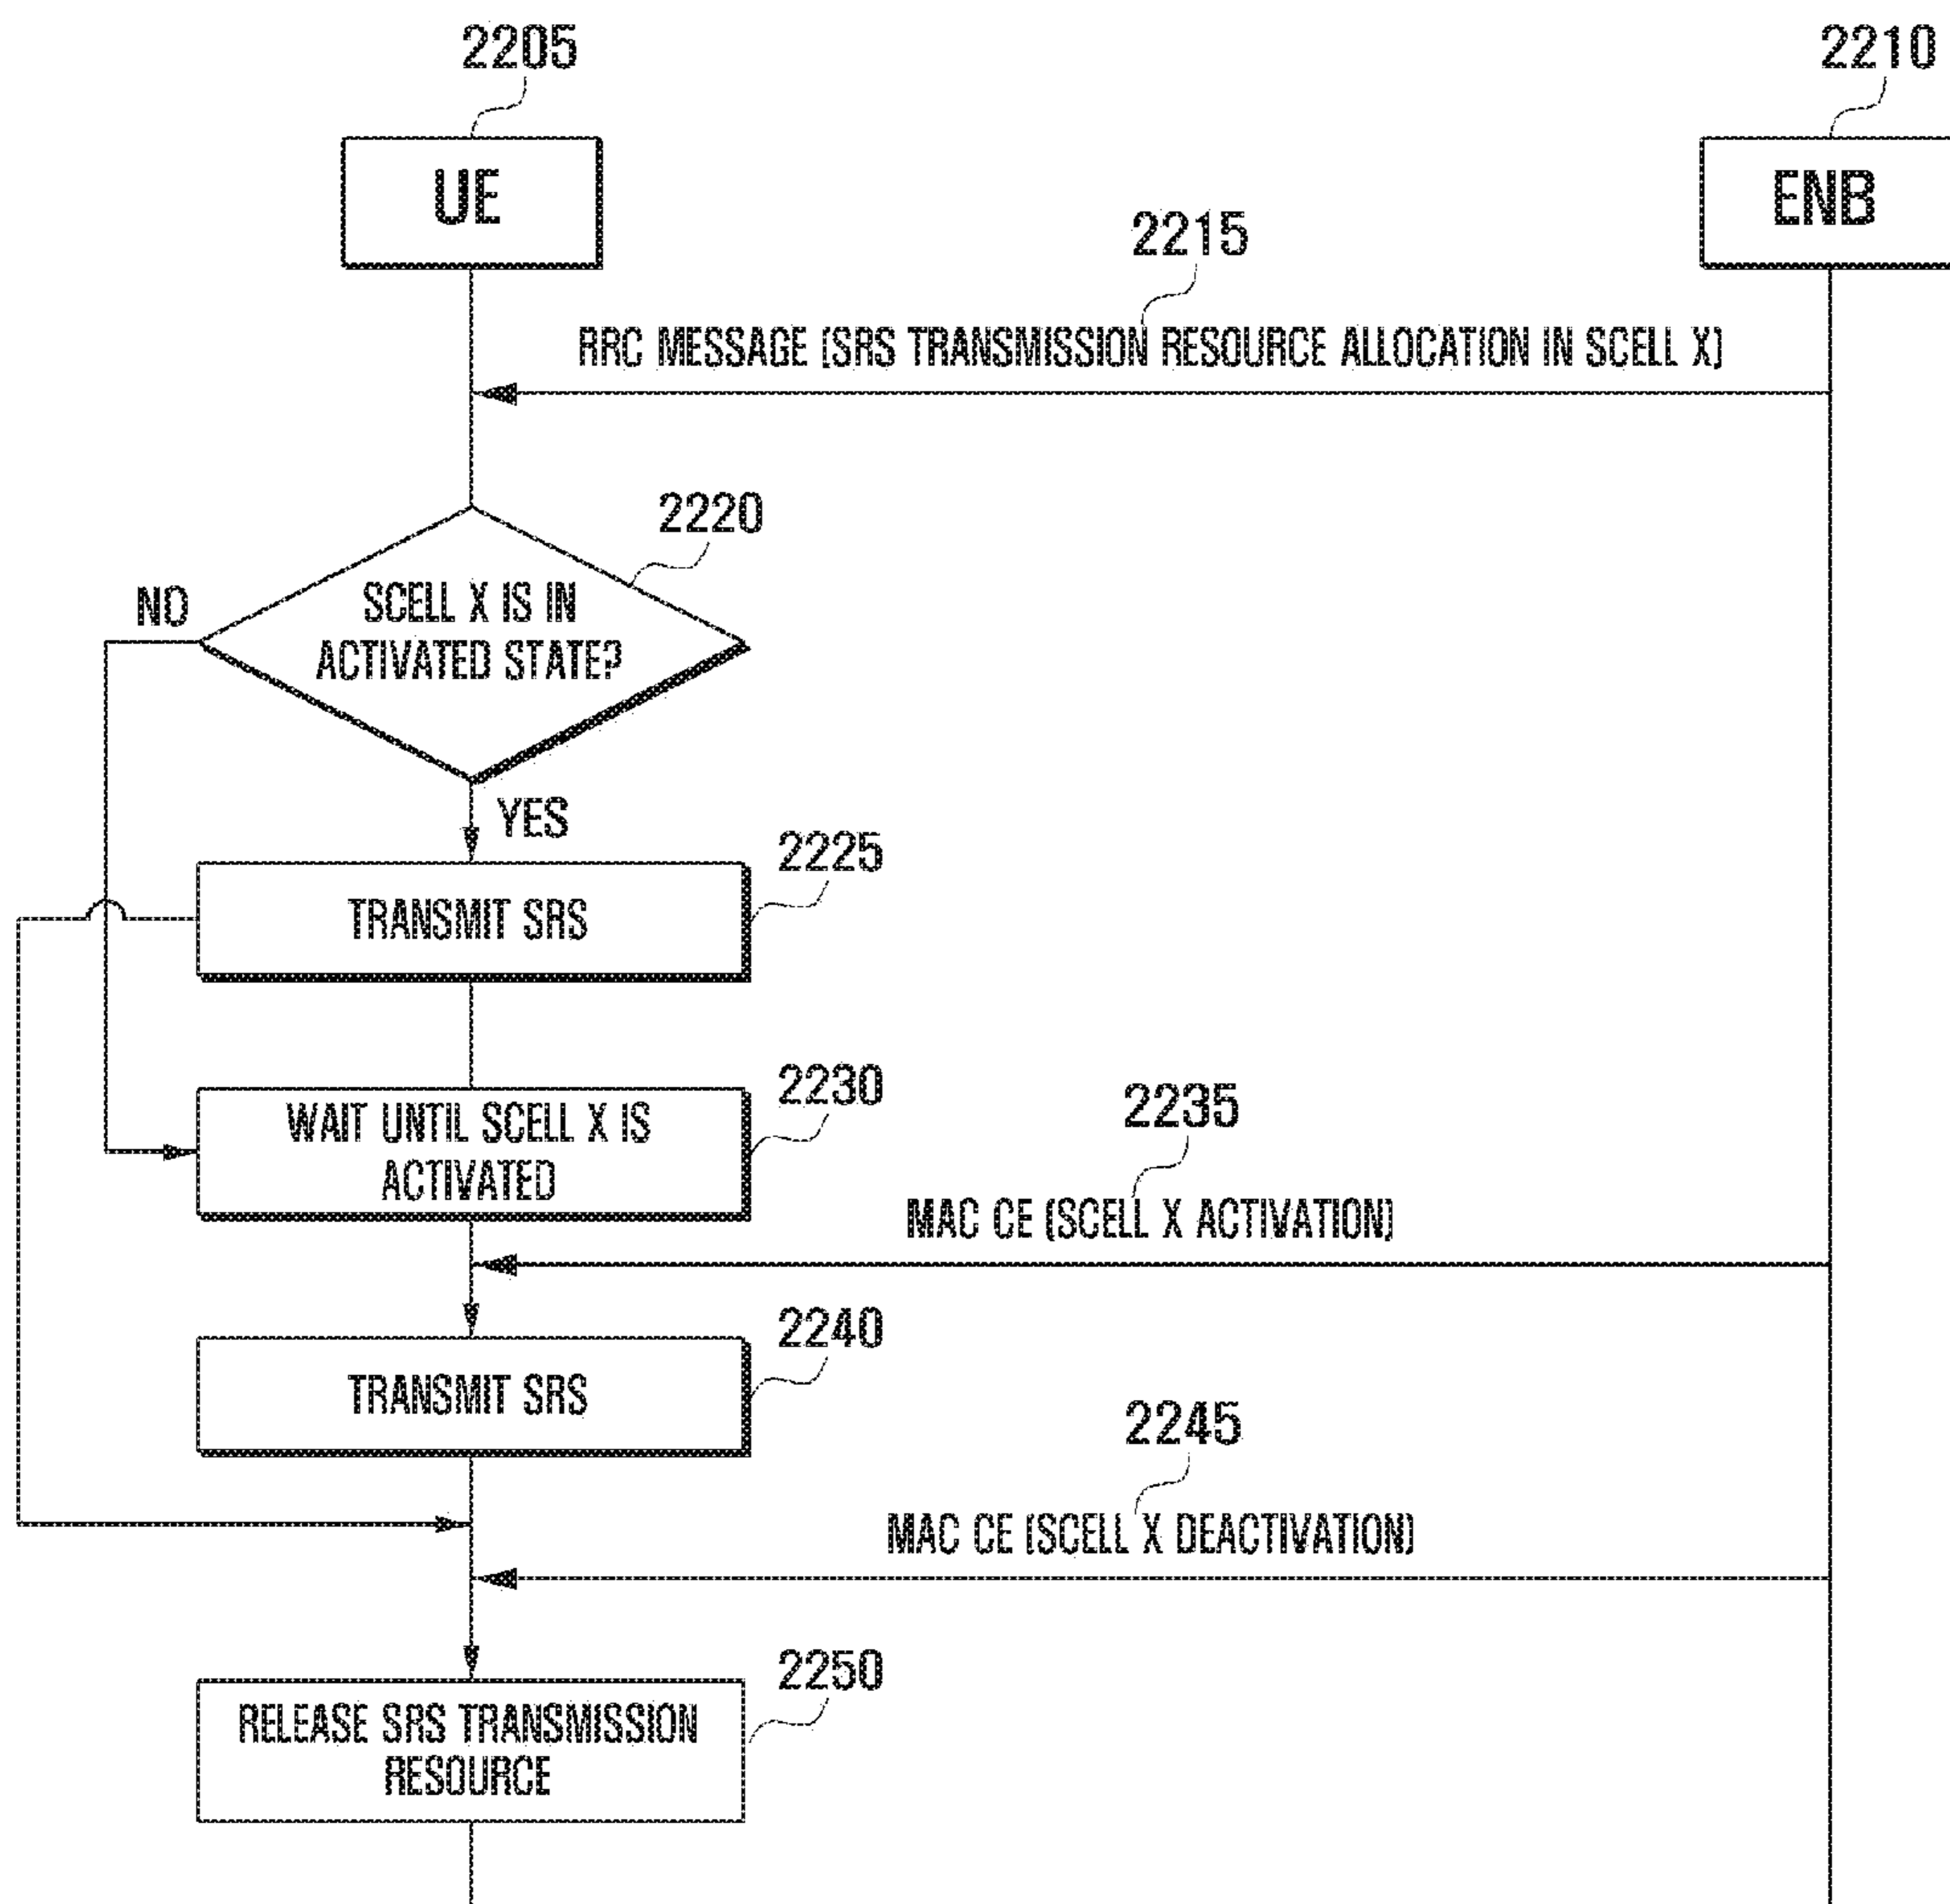 2205
2210
UE
ENB
2215
RRC MESSAGE (SRS TRANSMISSION RESOURCE ALLOCATION IN SCELL X)
2220
NO
SCELL X IS IN
ACTIVATED STATE?
YES
2225
TRANSMIT SRS
2230
WAIT UNTIL SCELL X IS
ACTIVATED
2235
MAC CE (SCELL X ACTIVATION)
2240
TRANSMIT SRS
2245
MAC CE (SCELL X DEACTIVATION)
2250
RELEASE SRS TRANSMISSION
RESOURCE